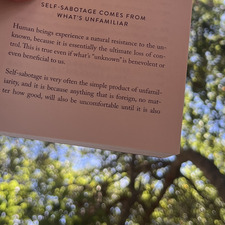 SELF-SABOTAGE COMES FROM
WHAT'S UNFAMILIAR
Human beings experience a natural resistance to the un-
known, because it is essentially the ultimate loss of con-
trol. This is true even if what's "unknown" is benevolent or
even beneficial to us.
Self-sabotage is very often the simple product of unfamil-
iarity, and it is because anything that is foreign, no mat-
ter how good, will also be uncomfortable until it is also